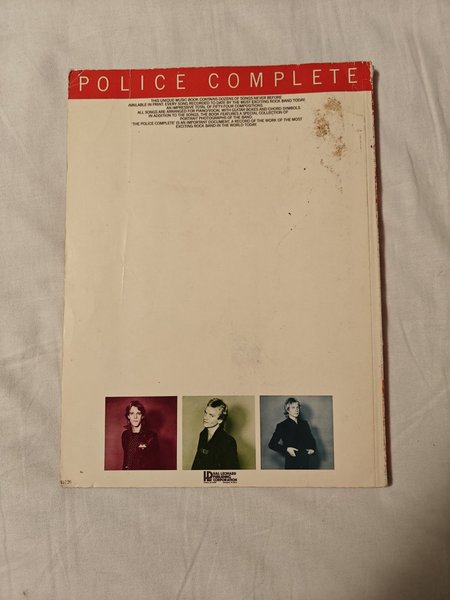 POLICE COMPLETE
THIS UNIQUE MUSIC BOOK CONTAINS DOZENS OF SONGS NEVER BEFORE
AVAILABLE IN PRINT. EVERY SONG RECORDED TO DATE BY THE MOST EXCITING ROCK BAND TODAY.
AN IMPRESSIVE TOTAL OF FIFTY FOUR COMPOSITIONS.
ALL SONGS ARE ARRANGED FOR PIANO/VOCAL WITH GUITAR BOXES AND CHORD SYMBOLS.
IN ADDITION TO THE SONGS, THE BOOK FEATURES A SPECIAL COLLECTION OF
PORTRAIT PHOTOGRAPHS OF THE BAND.
'THE POLICE COMPLETE' IS AN IMPORTANT DOCUMENT, A RECORD OF THE WORK OF THE MOST
EXCITING ROCK BAND IN THE WORLD TODAY.
HAL LEONARD
PUBLISHING
CORPORATION